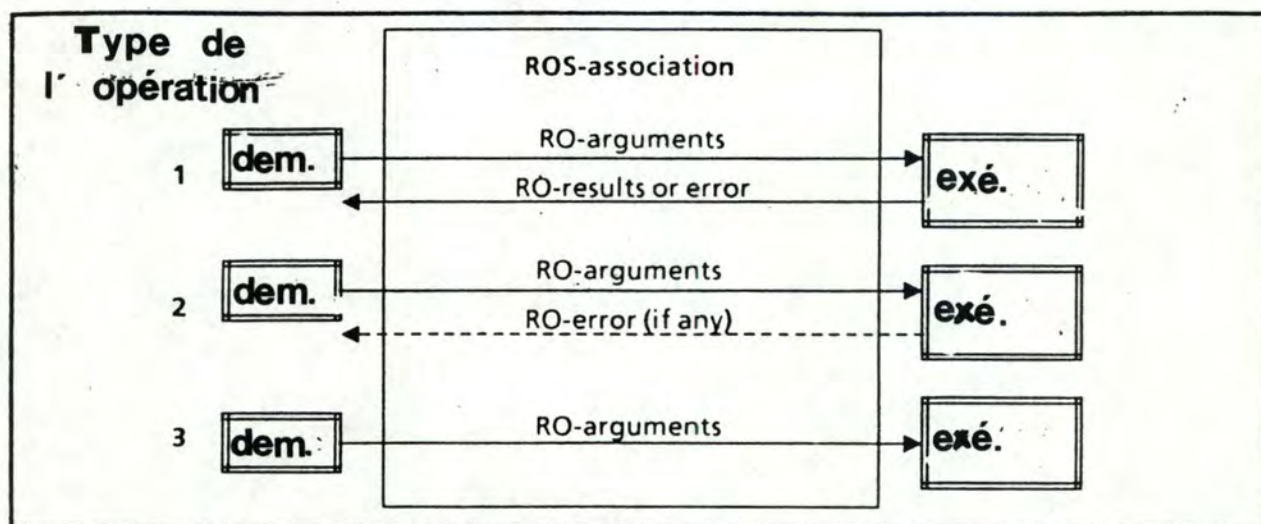 Type de
l´ opération
ROS-association
1
dem.
RO-arguments
RO-results or error
exé.
2
dem.
RO-arguments
RO-error (if any)
exé.
3
dem.
RO-arguments
exé.